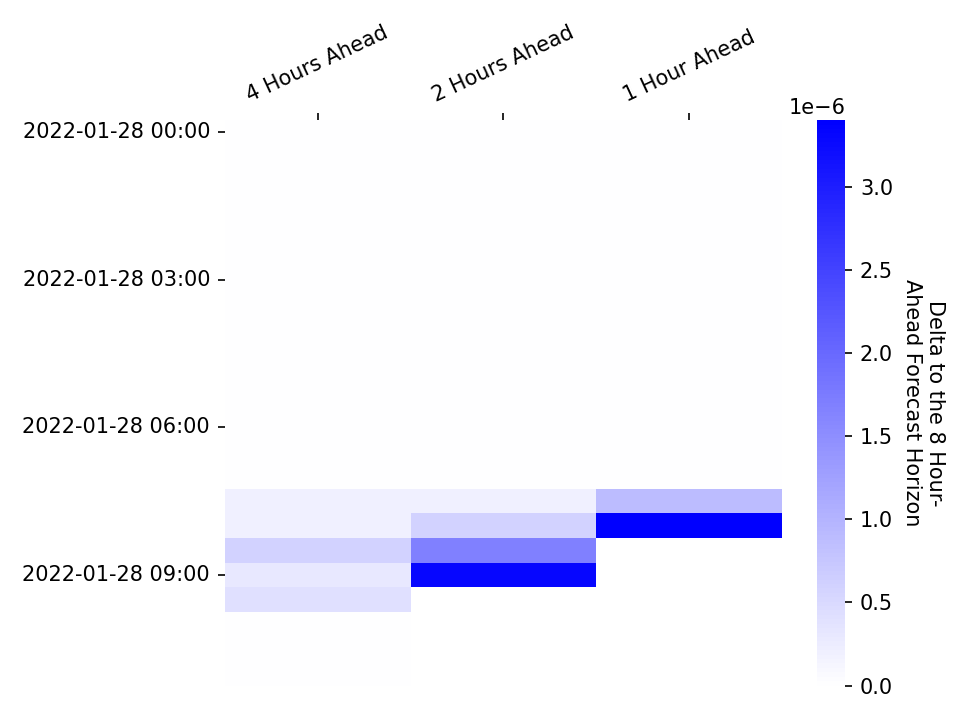 4 Hours Ahead
2 Hours Ahead
1 Hour Ahead
1e−6
2022-01-28 00:00
2022-01-28 03:00
2022-01-28 06:00
2022-01-28 09:00
3.0
2.5
2.0
1.5
1.0
0.5
0.0
Delta to the 8 Hour-
Ahead Forecast Horizon